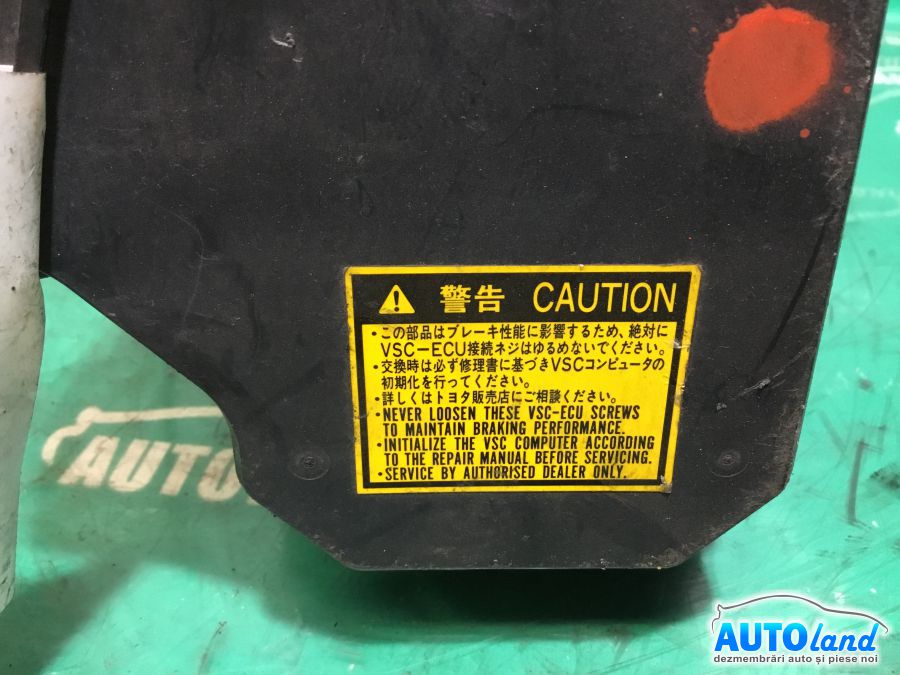 警告 CAUTION
・この部品はブレーキ性能に影響するため、絶対に
VSC-ECU接続ネジはゆるめないでください。
・交換時は必ず修理書に基づきVSCコンピュータの
初期化を行ってください。
・詳しくはトヨタ販売店にご相談ください。
・NEVER LOOSEN THESE VSC-ECU SCREWS
TO MAINTAIN BRAKING PERFORMANCE.
・INITIALIZE THE VSC COMPUTER ACCORDING
TO THE REPAIR MANUAL BEFORE SERVICING.
・SERVICE BY AUTHORISED DEALER ONLY.
AUTO
AUTOland
dezmembrări auto și piese noi